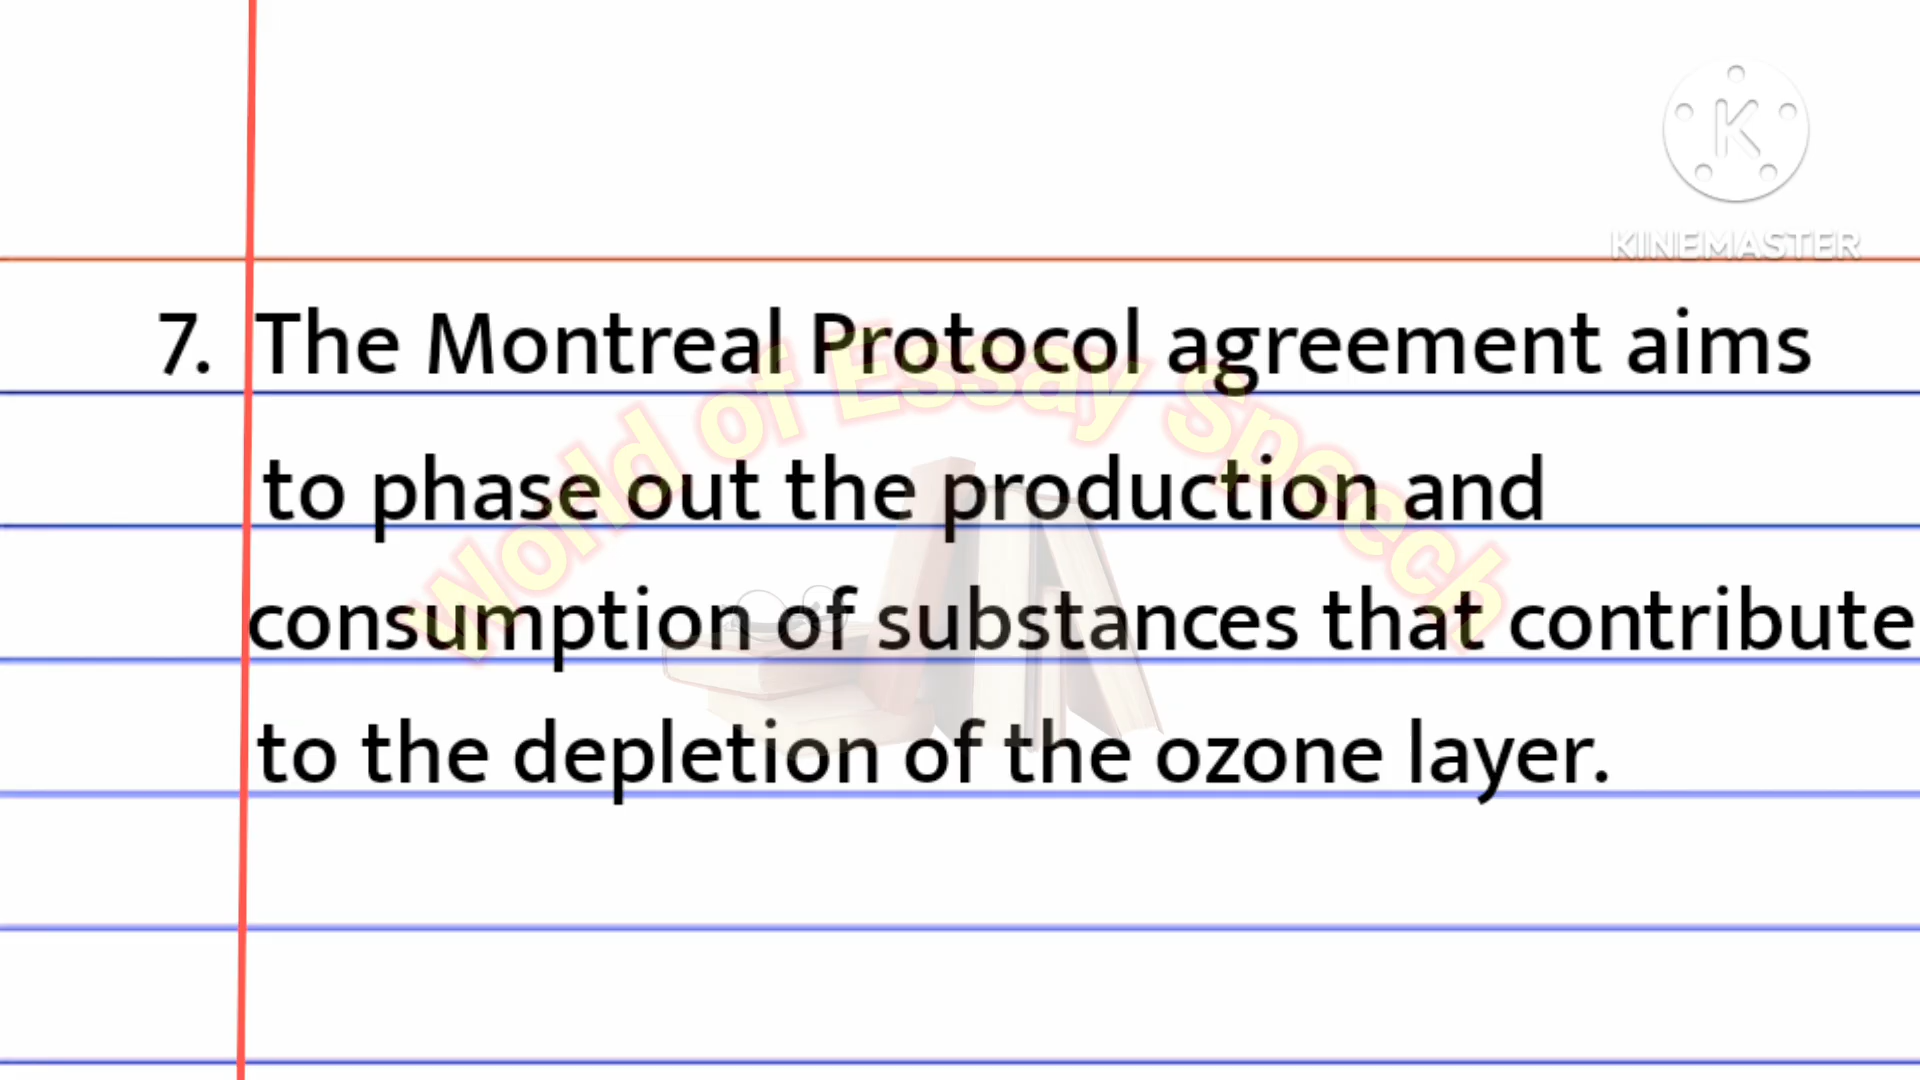 KINEMASTER
7. The Montreal Protocol agreement aims
to phase out the production and
consumption of substances that contribute
to the depletion of the ozone layer.
World of Essay Speech